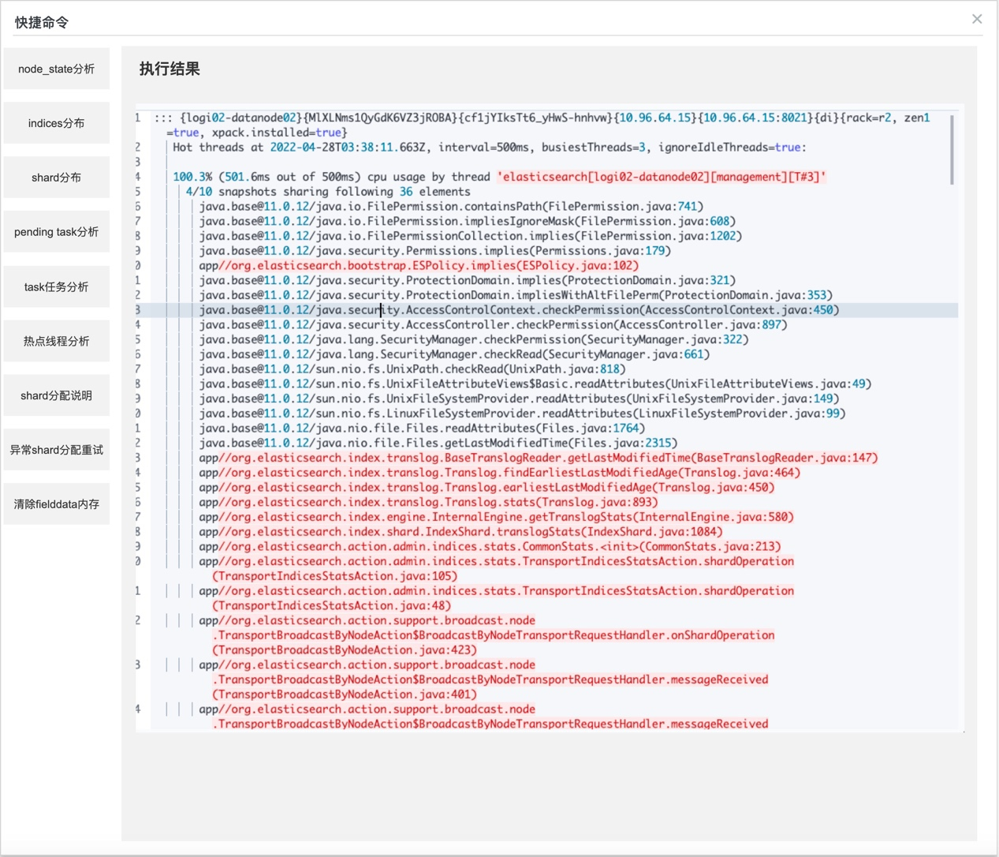 快捷命令
node_state分析
indices分布
shard分布
pending task分析
task任务分析
热点线程分析
shard分配说明
异常shard分配重试
清除fielddata内存
执行结果
1 ::: {logi02-datanode02}{MlXLNms1QyGdK6VZ3jROBA}{cf1jYIksTt6_yHwS-hnhvw}{10.96.64.15}{10.96.64.15:8021}{di}{rack=r2, zen1
=true, xpack.installed=true}
2 Hot threads at 2022-04-28T03:38:11.663Z, interval=500ms, busiestThreads=3, ignoreIdleThreads=true:
3
4 100.3% (501.6ms out of 500ms) cpu usage by thread 'elasticsearch[logi02-datanode02][management][T#3]'
5 4/10 snapshots sharing following 36 elements
6 java.base@11.0.12/java.io.FilePermission.containsPath(FilePermission.java:741)
7 java.base@11.0.12/java.io.FilePermission.impliesIgnoreMask(FilePermission.java:608)
8 java.base@11.0.12/java.io.FilePermissionCollection.implies(FilePermission.java:1202)
9 java.base@11.0.12/java.security.Permissions.implies(Permissions.java:179)
0 app//org.elasticsearch.bootstrap.ESPolicy.implies(ESPolicy.java:102)
1 java.base@11.0.12/java.security.ProtectionDomain.implies(ProtectionDomain.java:321)
2 java.base@11.0.12/java.security.ProtectionDomain.impliesWithAltFilePerm(ProtectionDomain.java:353)
3 java.base@11.0.12/java.security.AccessControlContext.checkPermission(AccessControlContext.java:450)
4 java.base@11.0.12/java.security.AccessController.checkPermission(AccessController.java:897)
5 java.base@11.0.12/java.lang.SecurityManager.checkPermission(SecurityManager.java:322)
6 java.base@11.0.12/java.lang.SecurityManager.checkRead(SecurityManager.java:661)
7 java.base@11.0.12/sun.nio.fs.UnixPath.checkRead(UnixPath.java:818)
8 java.base@11.0.12/sun.nio.fs.UnixFileAttributeViews$Basic.readAttributes(UnixFileAttributeViews.java:49)
9 java.base@11.0.12/sun.nio.fs.UnixFileSystemProvider.readAttributes(UnixFileSystemProvider.java:149)
0 java.base@11.0.12/sun.nio.fs.LinuxFileSystemProvider.readAttributes(LinuxFileSystemProvider.java:99)
1 java.base@11.0.12/java.nio.file.Files.readAttributes(Files.java:1764)
2 java.base@11.0.12/java.nio.file.Files.getLastModifiedTime(Files.java:2315)
3 app//org.elasticsearch.index.translog.BaseTranslogReader.getLastModifiedTime(BaseTranslogReader.java:147)
4 app//org.elasticsearch.index.translog.Translog.findEarliestLastModifiedAge(Translog.java:464)
5 app//org.elasticsearch.index.translog.Translog.earliestLastModifiedAge(Translog.java:450)
6 app//org.elasticsearch.index.translog.Translog.stats(Translog.java:893)
7 app//org.elasticsearch.index.engine.InternalEngine.getTranslogStats(InternalEngine.java:580)
8 app//org.elasticsearch.index.shard.IndexShard.translogStats(IndexShard.java:1084)
9 app//org.elasticsearch.action.admin.indices.stats.CommonStats.<init>(CommonStats.java:213)
0 app//org.elasticsearch.action.admin.indices.stats.TransportIndicesStatsAction.shardOperation
(TransportIndicesStatsAction.java:105)
1 app//org.elasticsearch.action.admin.indices.stats.TransportIndicesStatsAction.shardOperation
(TransportIndicesStatsAction.java:48)
2 app//org.elasticsearch.action.support.broadcast.node
.TransportBroadcastByNodeAction$BroadcastByNodeTransportRequestHandler.onShardOperation
(TransportBroadcastByNodeAction.java:423)
3 app//org.elasticsearch.action.support.broadcast.node
.TransportBroadcastByNodeAction$BroadcastByNodeTransportRequestHandler.messageReceived
(TransportBroadcastByNodeAction.java:401)
4 app//org.elasticsearch.action.support.broadcast.node
.TransportBroadcastByNodeAction$BroadcastByNodeTransportRequestHandler.messageReceived